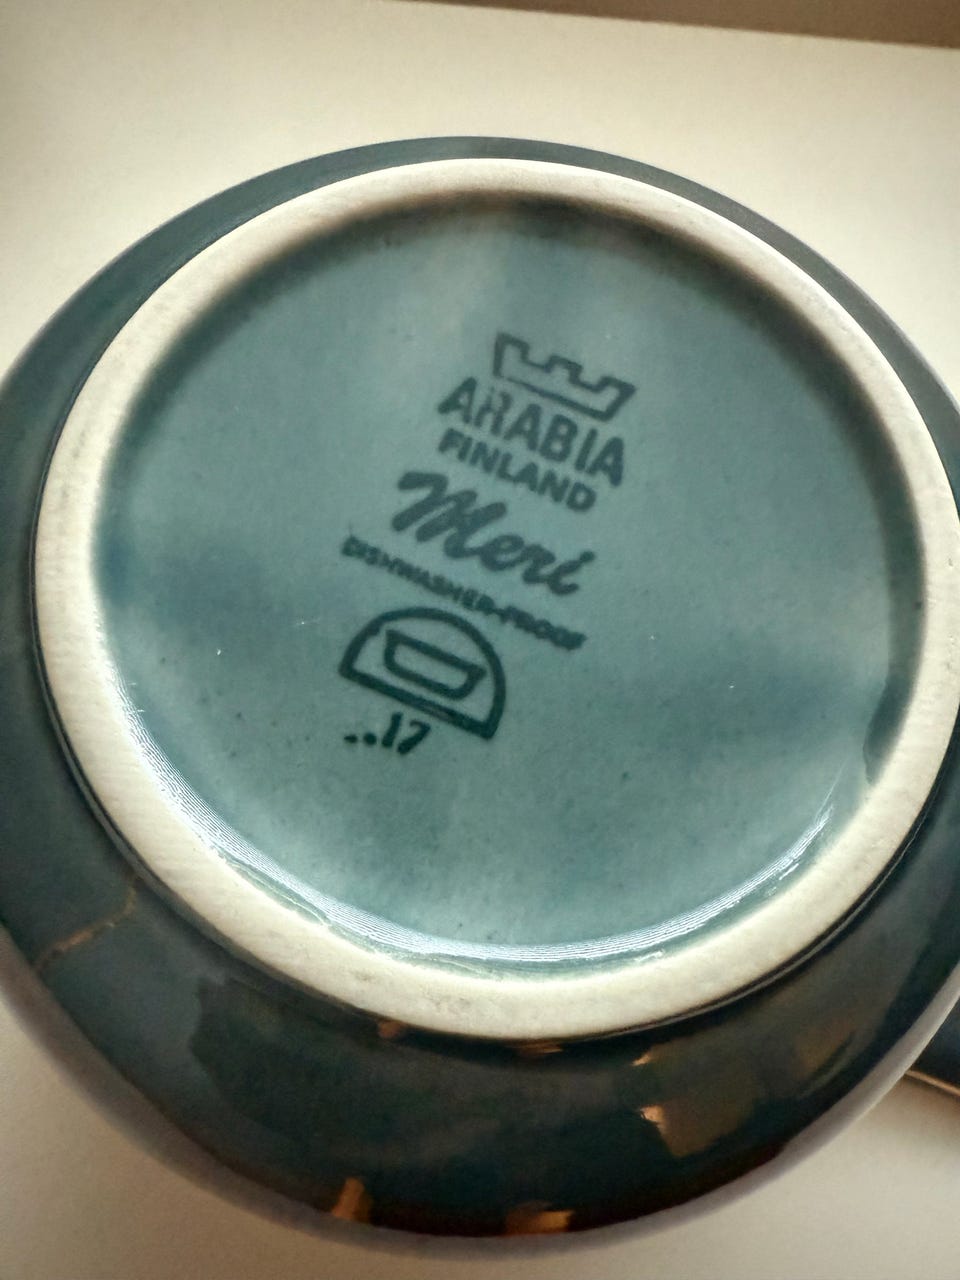 ARABIA
FINLAND
Meri
DISHWASHER-PROOF
..17